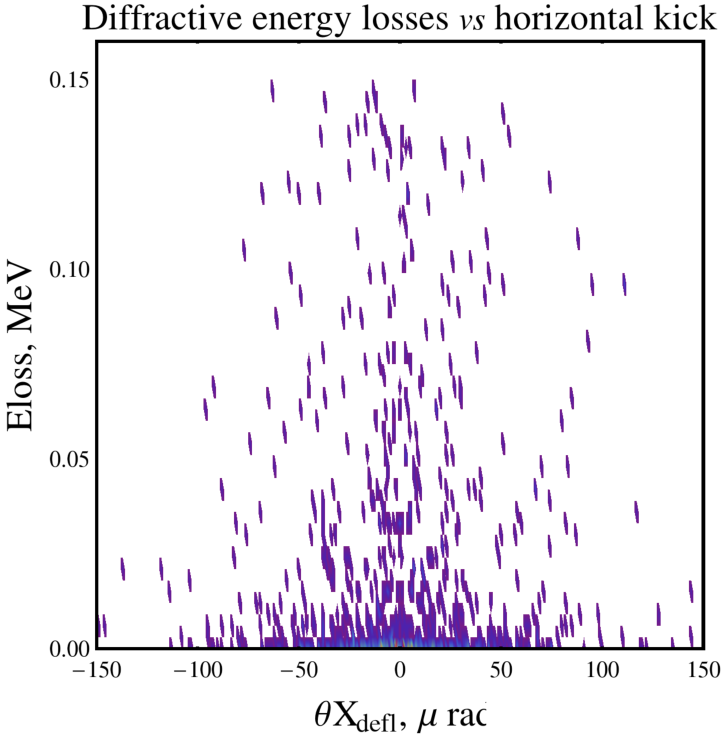 Diffractive energy losses vs horizontal kick
0.15
0.10
0.05
0.00
Eloss, MeV
−150 −100 −50 0 50 100 150
θX_defl, μ rad